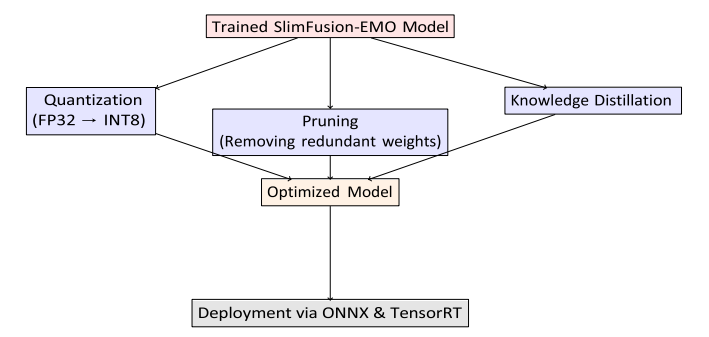 Trained SlimFusion-EMO Model
Quantization
(FP32 → INT8)
Pruning
(Removing redundant weights)
Knowledge Distillation
Optimized Model
Deployment via ONNX & TensorRT